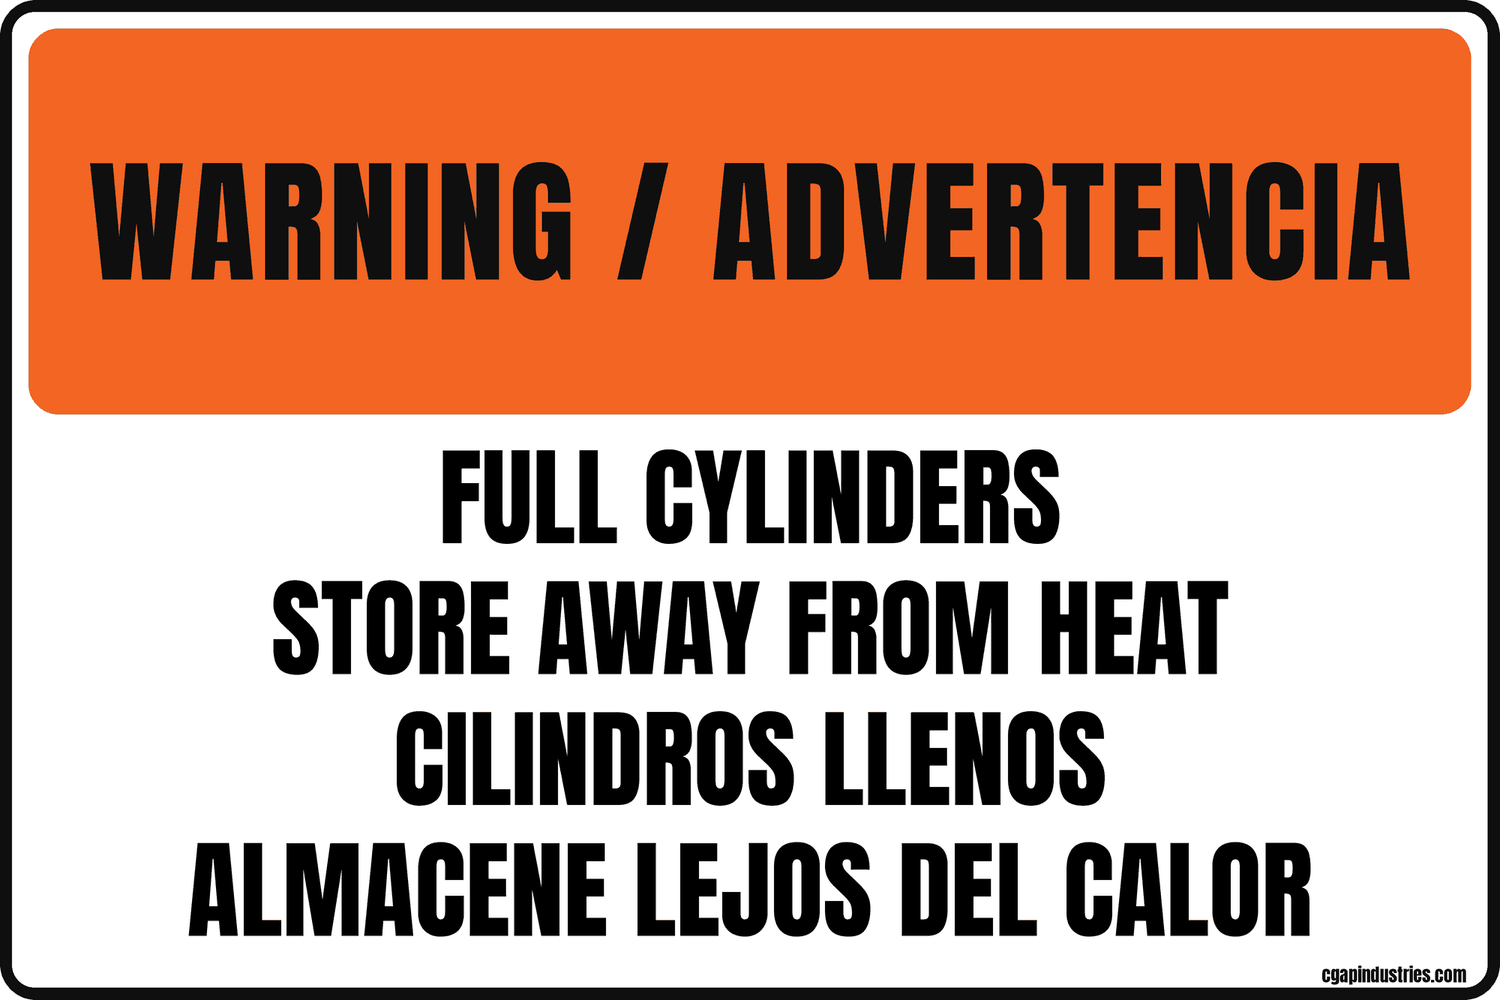 WARNING / ADVERTENCIA
FULL CYLINDERS
STORE AWAY FROM HEAT
CILINDROS LLENOS
ALMACENE LEJOS DEL CALOR
cgapindustries.com